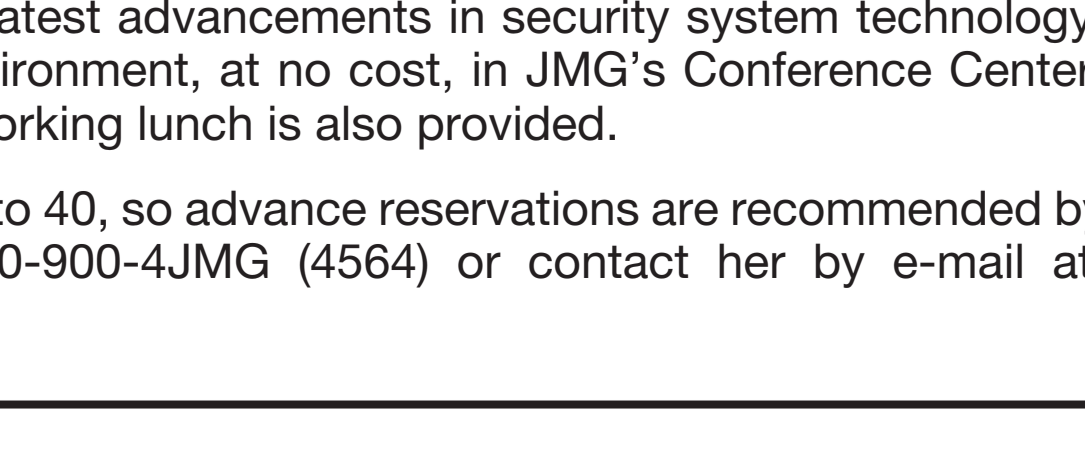 atest advancements in security system technology
ironment, at no cost, in JMG’s Conference Center
orking lunch is also provided.
to 40, so advance reservations are recommended by
0-900-4JMG (4564) or contact her by e-mail at